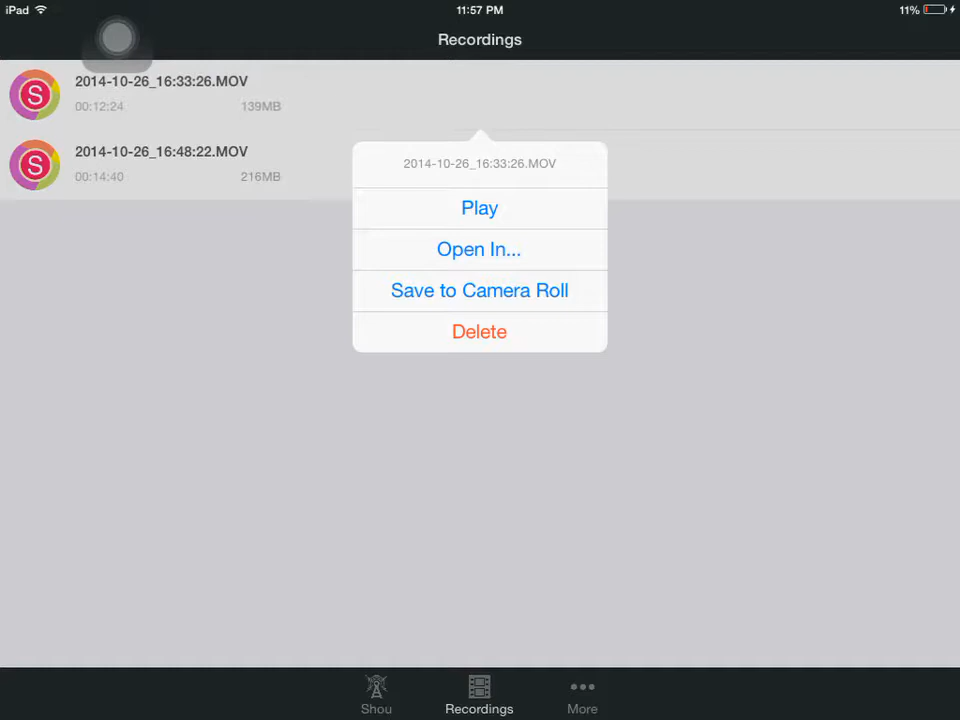 iPad 11:57 PM 11%
Recordings
S 2014-10-26_16:33:26.MOV
00:12:24 139MB
S 2014-10-26_16:48:22.MOV
00:14:40 216MB
2014-10-26_16:33:26.MOV
Play
Open In...
Save to Camera Roll
Delete
Shou Recordings More